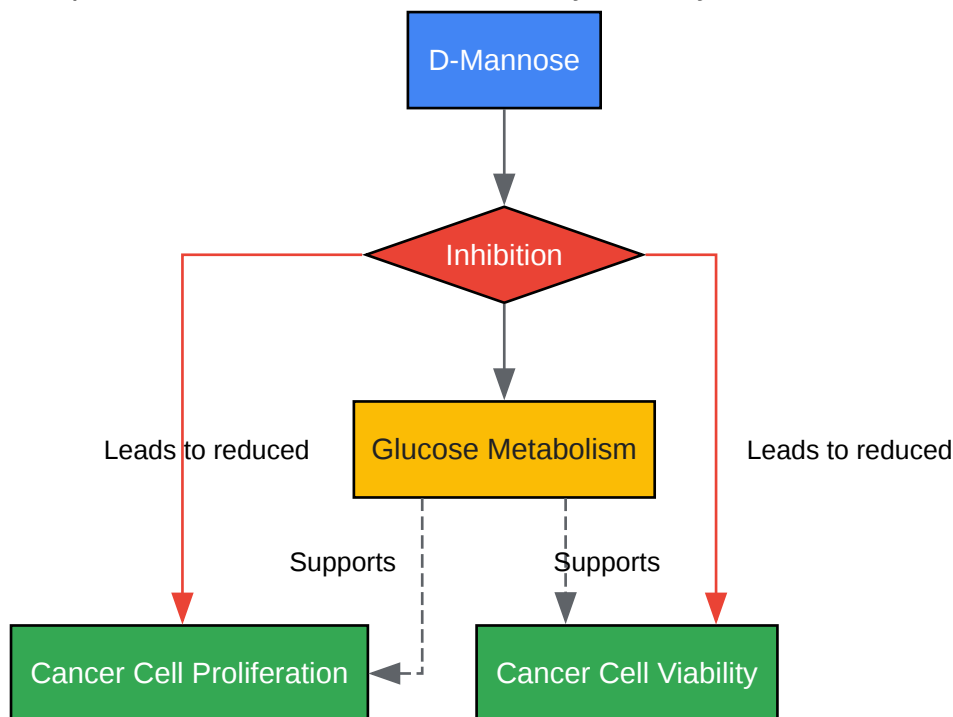 D-Mannose
Inhibition
Glucose Metabolism
Leads to reduced
Leads to reduced
Supports
Supports
Cancer Cell Proliferation
Cancer Cell Viability